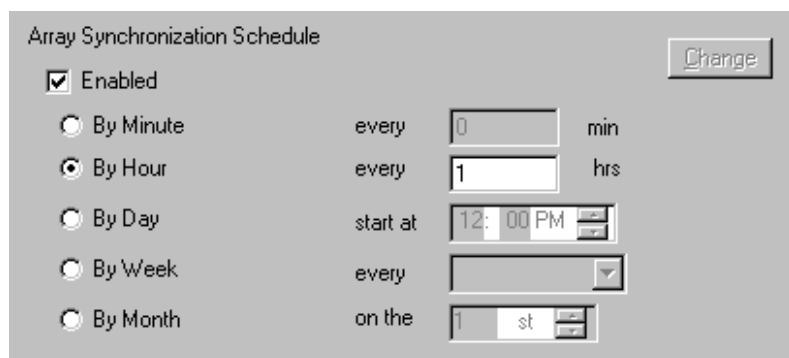 Array Synchronization Schedule
Change
Enabled
By Minute every 0 min
By Hour every 1 hrs
By Day start at 12: 00 PM
By Week every
By Month on the 1 st